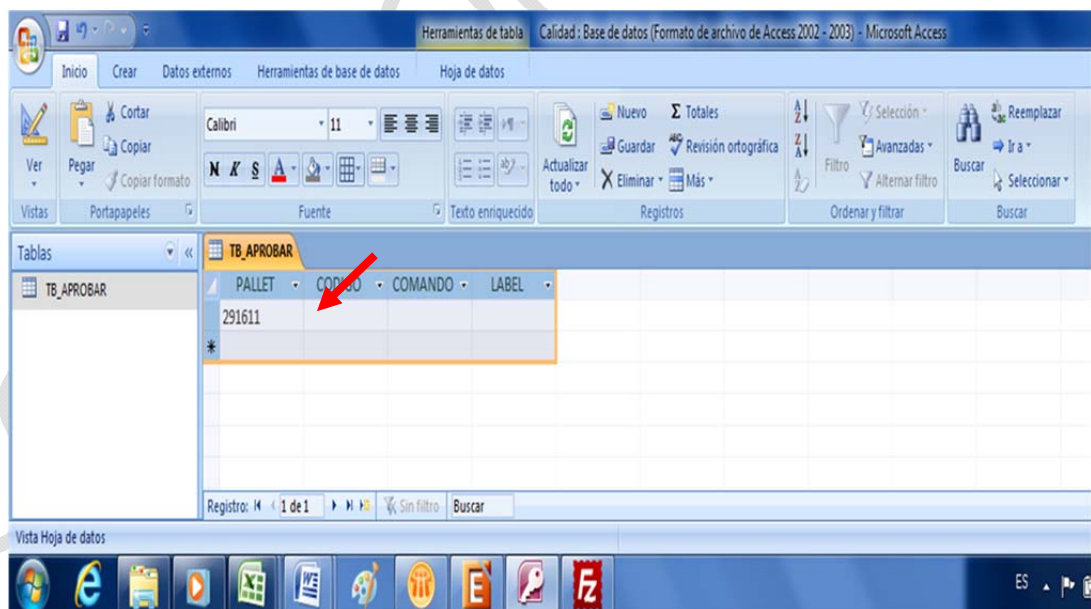 Herramientas de tabla Calidad : Base de datos (Formato de archivo de Access 2002 - 2003) - Microsoft Access
Inicio Crear Datos externos Herramientas de base de datos Hoja de datos
Ver
Vistas
Pegar
Cortar
Copiar
Copiar formato
Portapapeles
Calibri 11
N K S A
Fuente
Texto enriquecido
Actualizar todo
Nuevo
Guardar
Eliminar
Σ Totales
Revisión ortográfica
Más
Registros
Filtro
Selección
Avanzadas
Alternar filtro
Ordenar y filtrar
Buscar
Reemplazar
Ir a
Seleccionar
Buscar
Tablas
TB_APROBAR
TB_APROBAR
PALLET CODIGO COMANDO LABEL
291611
Registro: 1 de 1 Sin filtro Buscar
Vista Hoja de datos
ES